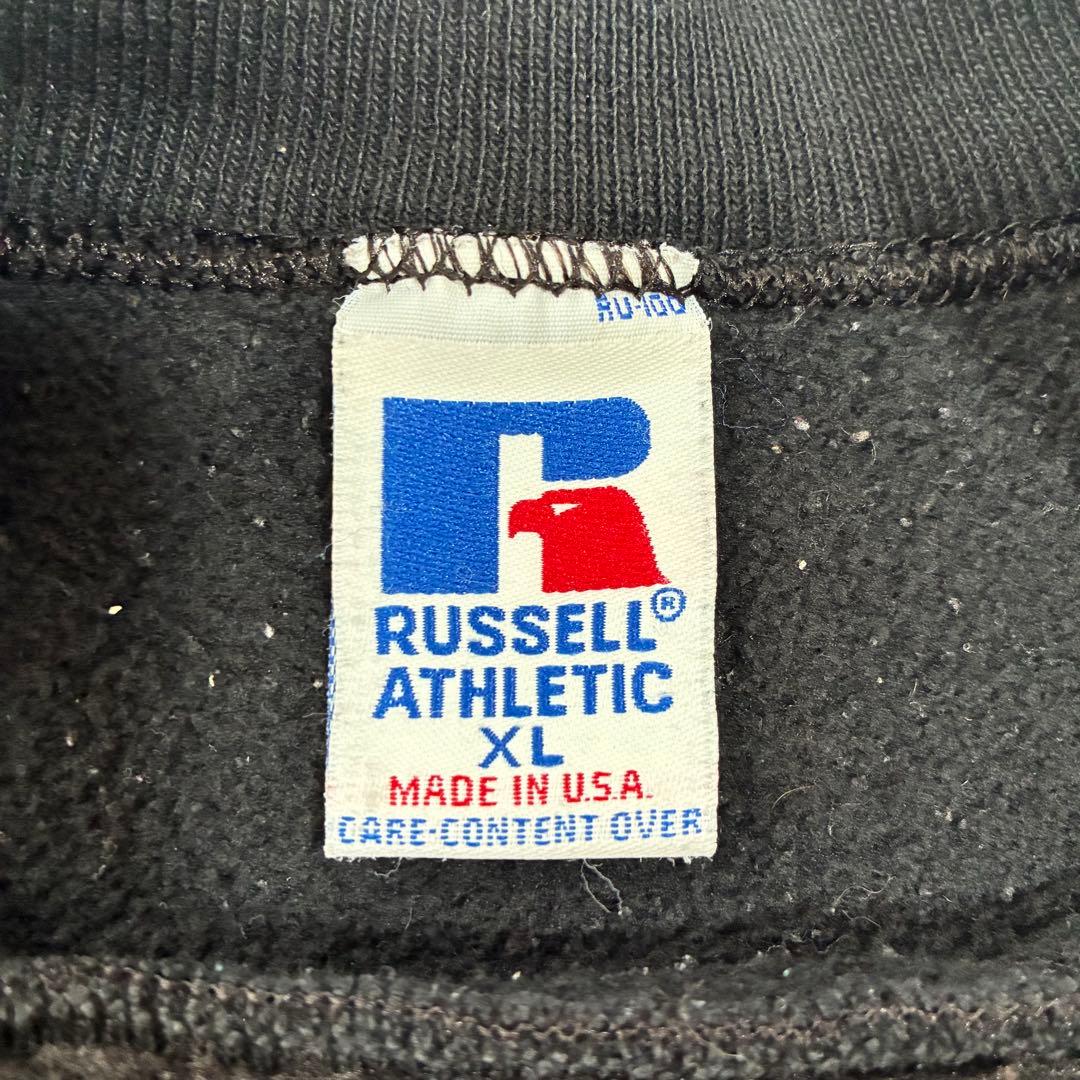 RU-100
RUSSELL®
ATHLETIC
XL
MADE IN U.S.A.
CARE-CONTENT OVER